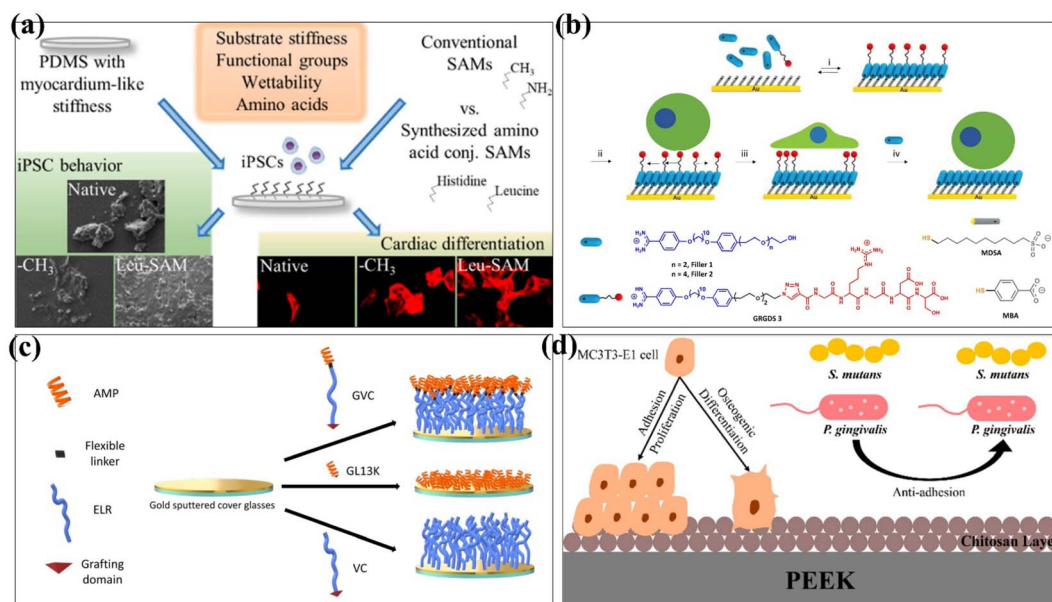 (a)
PDMS with
myocardium-like
stiffness
Substrate stiffness
Functional groups
Wettability
Amino acids
Conventional
SAMs
CH3
NH2
vs.
Synthesized amino
acid conj. SAMs
Histidine
Leucine
iPSCs
iPSC behavior
Native
-CH3
Leu-SAM
Cardiac differentiation
Native
-CH3
Leu-SAM
(b)
i
Au
Au
ii
iii
iv
Au
Au
Au
n = 2, Filler 1
n = 4, Filler 2
HS
MDSA
GRGDS 3
HS
MBA
(c)
AMP
Flexible
linker
ELR
Grafting
domain
Gold sputtered cover glasses
GVC
GL13K
VC
(d)
MC3T3-E1 cell
Adhesion
Proliferation
Osteogenic
Differentiation
S. mutans
S. mutans
P. gingivalis
P. gingivalis
Anti-adhesion
Chitosan Layer
PEEK